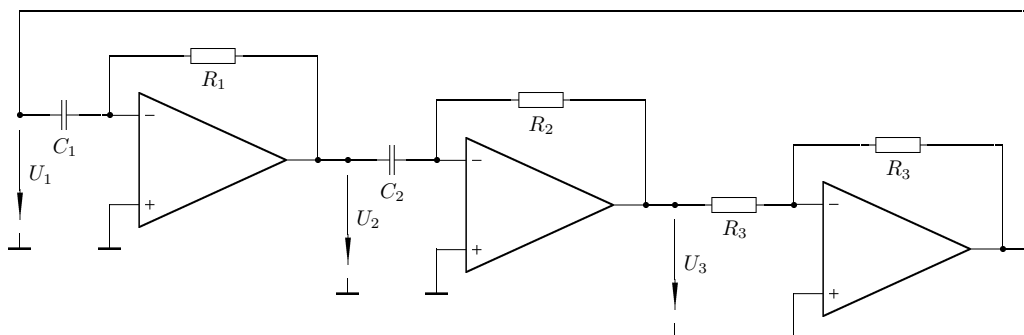 R₁
C₁
−
+
U₁
R₂
C₂
−
+
U₂
R₃
R₃
−
+
U₃